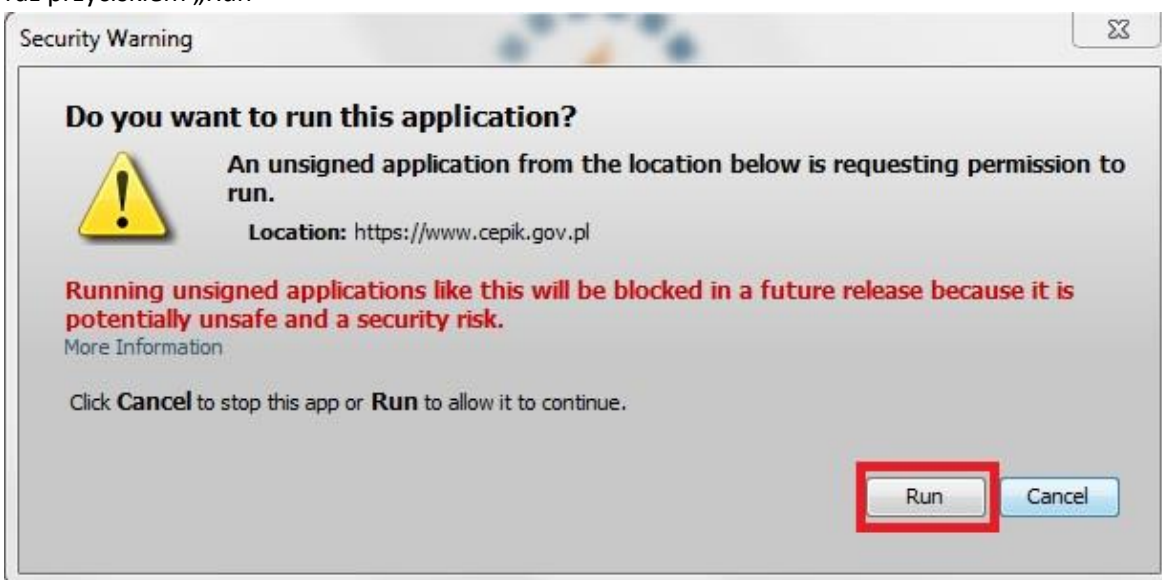 raz przyciskiem „Run”
Security Warning
Do you want to run this application?
An unsigned application from the location below is requesting permission to
run.
Location: https://www.cepik.gov.pl
Running unsigned applications like this will be blocked in a future release because it is
potentially unsafe and a security risk.
More Information
Click Cancel to stop this app or Run to allow it to continue.
Run Cancel